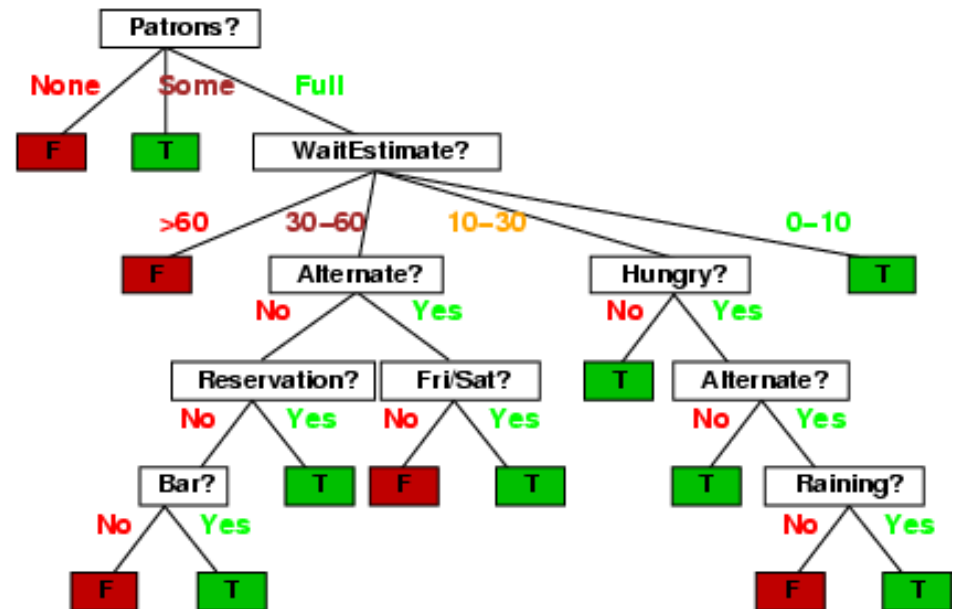 Patrons?
None Some Full
F T WaitEstimate?
>60 30–60 10–30 0–10
F Alternate? Hungry? T
No Yes No Yes
Reservation? Fri/Sat? T Alternate?
No Yes No Yes No Yes
Bar? T F T T Raining?
No Yes No Yes
F T F T